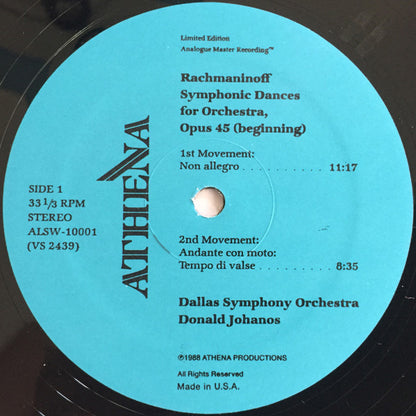 Limited Edition
Analogue Master Recording™
Rachmaninoff
Symphonic Dances
for Orchestra,
Opus 45 (beginning)
1st Movement:
Non allegro . . . . . . . . . . 11:17
ATHENA
SIDE 1
33 1/3 RPM
STEREO
ALSW-10001
(VS 2439)
2nd Movement:
Andante con moto:
Tempo di valse . . . . . . . . . 8:35
Dallas Symphony Orchestra
Donald Johanos
℗1988 ATHENA PRODUCTIONS
All Rights Reserved
Made in U.S.A.